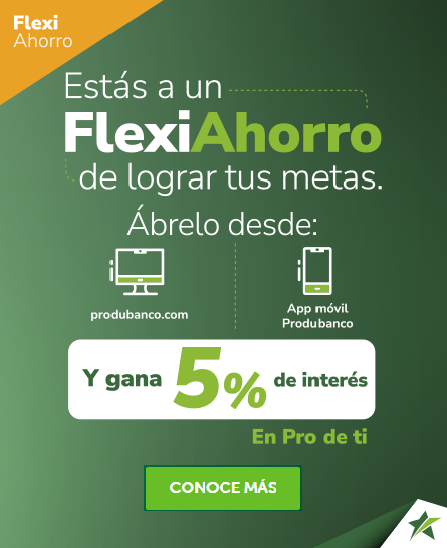 Flexi
Ahorro
Estás a un
FlexiAhorro
de lograr tus metas.
Ábrelo desde:
produbanco.com
App móvil
Produbanco
Y gana 5% de interés
En Pro de ti
CONOCE MÁS